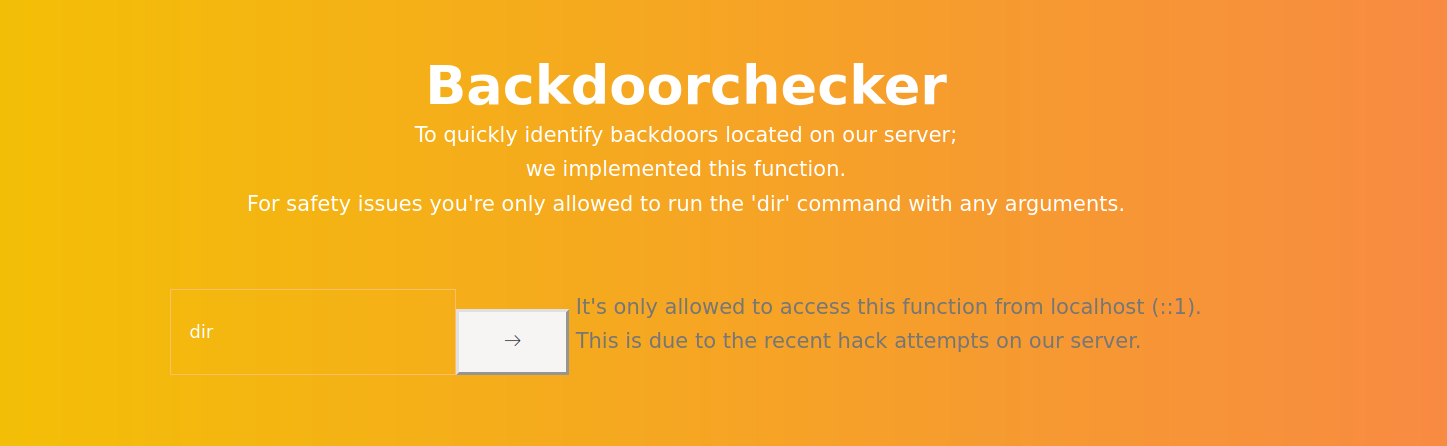 Backdoorchecker
To quickly identify backdoors located on our server;
we implemented this function.
For safety issues you're only allowed to run the 'dir' command with any arguments.
dir
→
It's only allowed to access this function from localhost (::1).
This is due to the recent hack attempts on our server.